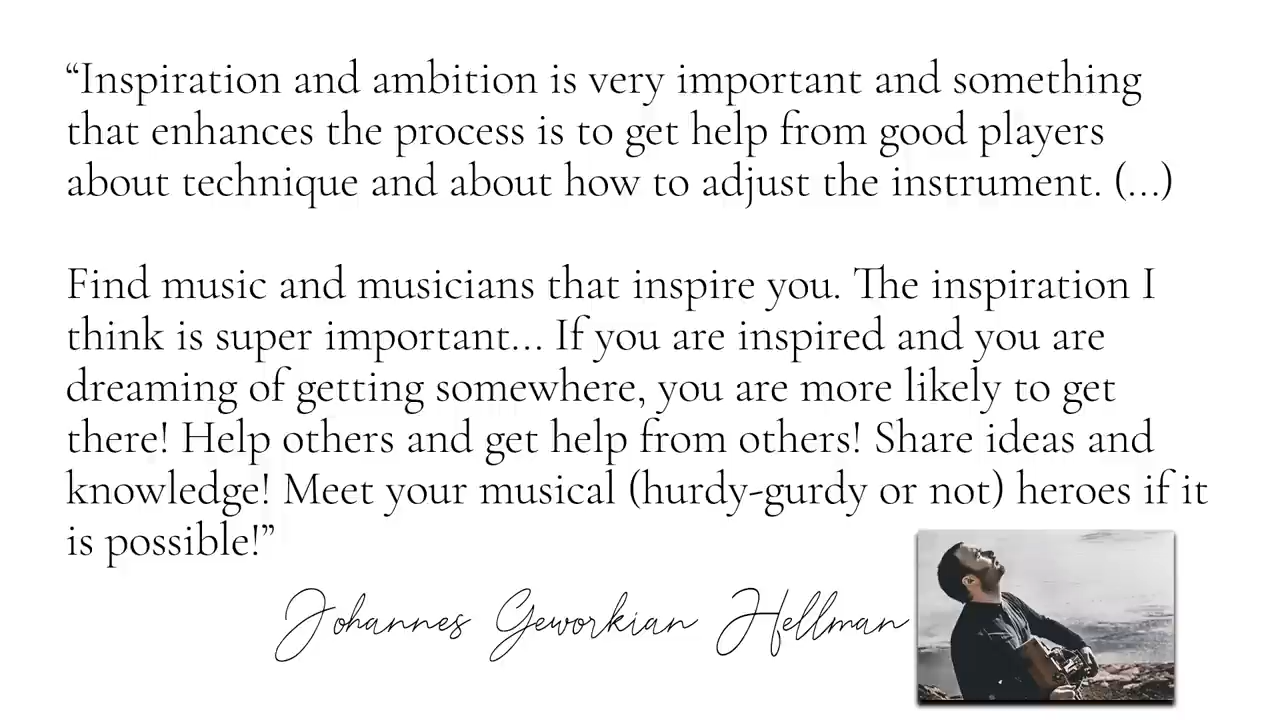 “Inspiration and ambition is very important and something
that enhances the process is to get help from good players
about technique and about how to adjust the instrument. (...)
Find music and musicians that inspire you. The inspiration I
think is super important... If you are inspired and you are
dreaming of getting somewhere, you are more likely to get
there! Help others and get help from others! Share ideas and
knowledge! Meet your musical (hurdy-gurdy or not) heroes if it
is possible!”
Johannes Geworkian Hellman